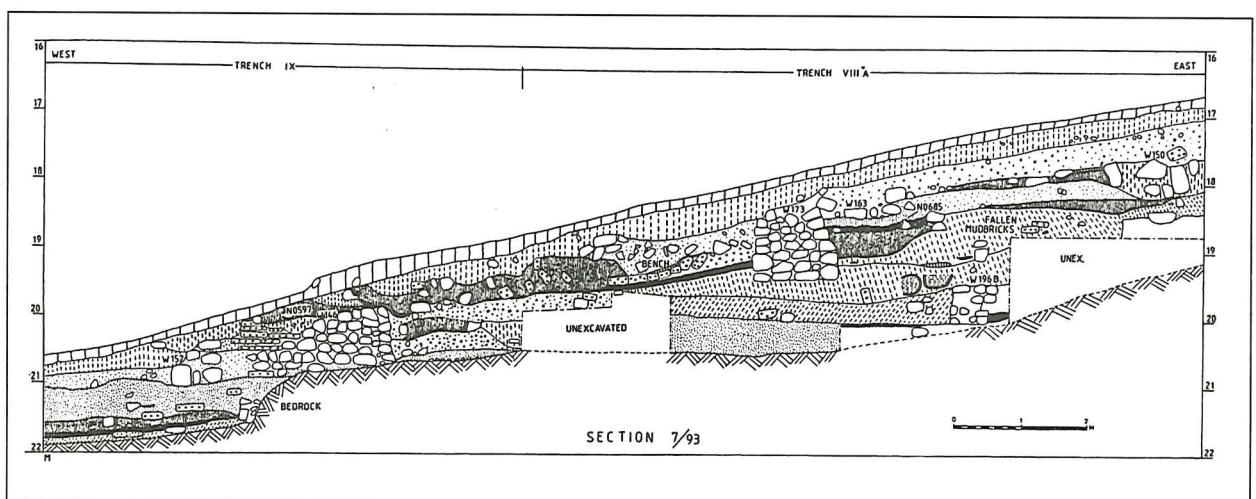 WEST
TRENCH IX
TRENCH VIII A
EAST
16
17
18
19
20
21
22
M
16
17
18
19
20
21
22
W150
W173
W163
N0685
FALLEN
MUDBRICKS
BENCH
UNEX.
W196B
N0597
W146
UNEXCAVATED
W152
BEDROCK
SECTION 7/93
0 1 2
M